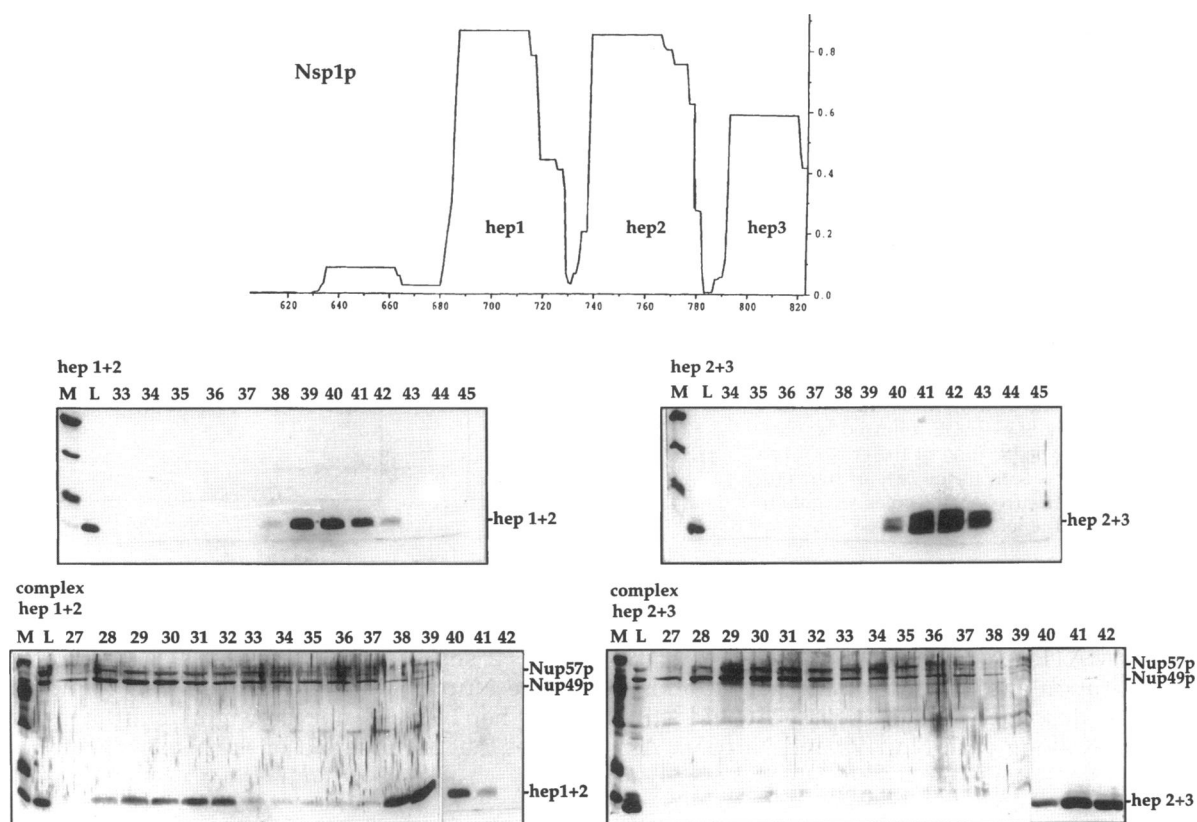 Nsp1p
0.8
0.6
0.4
0.2
0.0
hep1
hep2
hep3
620 640 660 680 700 720 740 760 780 800 820
hep 1+2
M L 33 34 35 36 37 38 39 40 41 42 43 44 45
-hep 1+2
hep 2+3
M L 34 35 36 37 38 39 40 41 42 43 44 45
-hep 2+3
complex
hep 1+2
M L 27 28 29 30 31 32 33 34 35 36 37 38 39 40 41 42
-Nup57p
-Nup49p
-hep1+2
complex
hep 2+3
M L 27 28 29 30 31 32 33 34 35 36 37 38 39 40 41 42
-Nup57p
-Nup49p
-hep 2+3